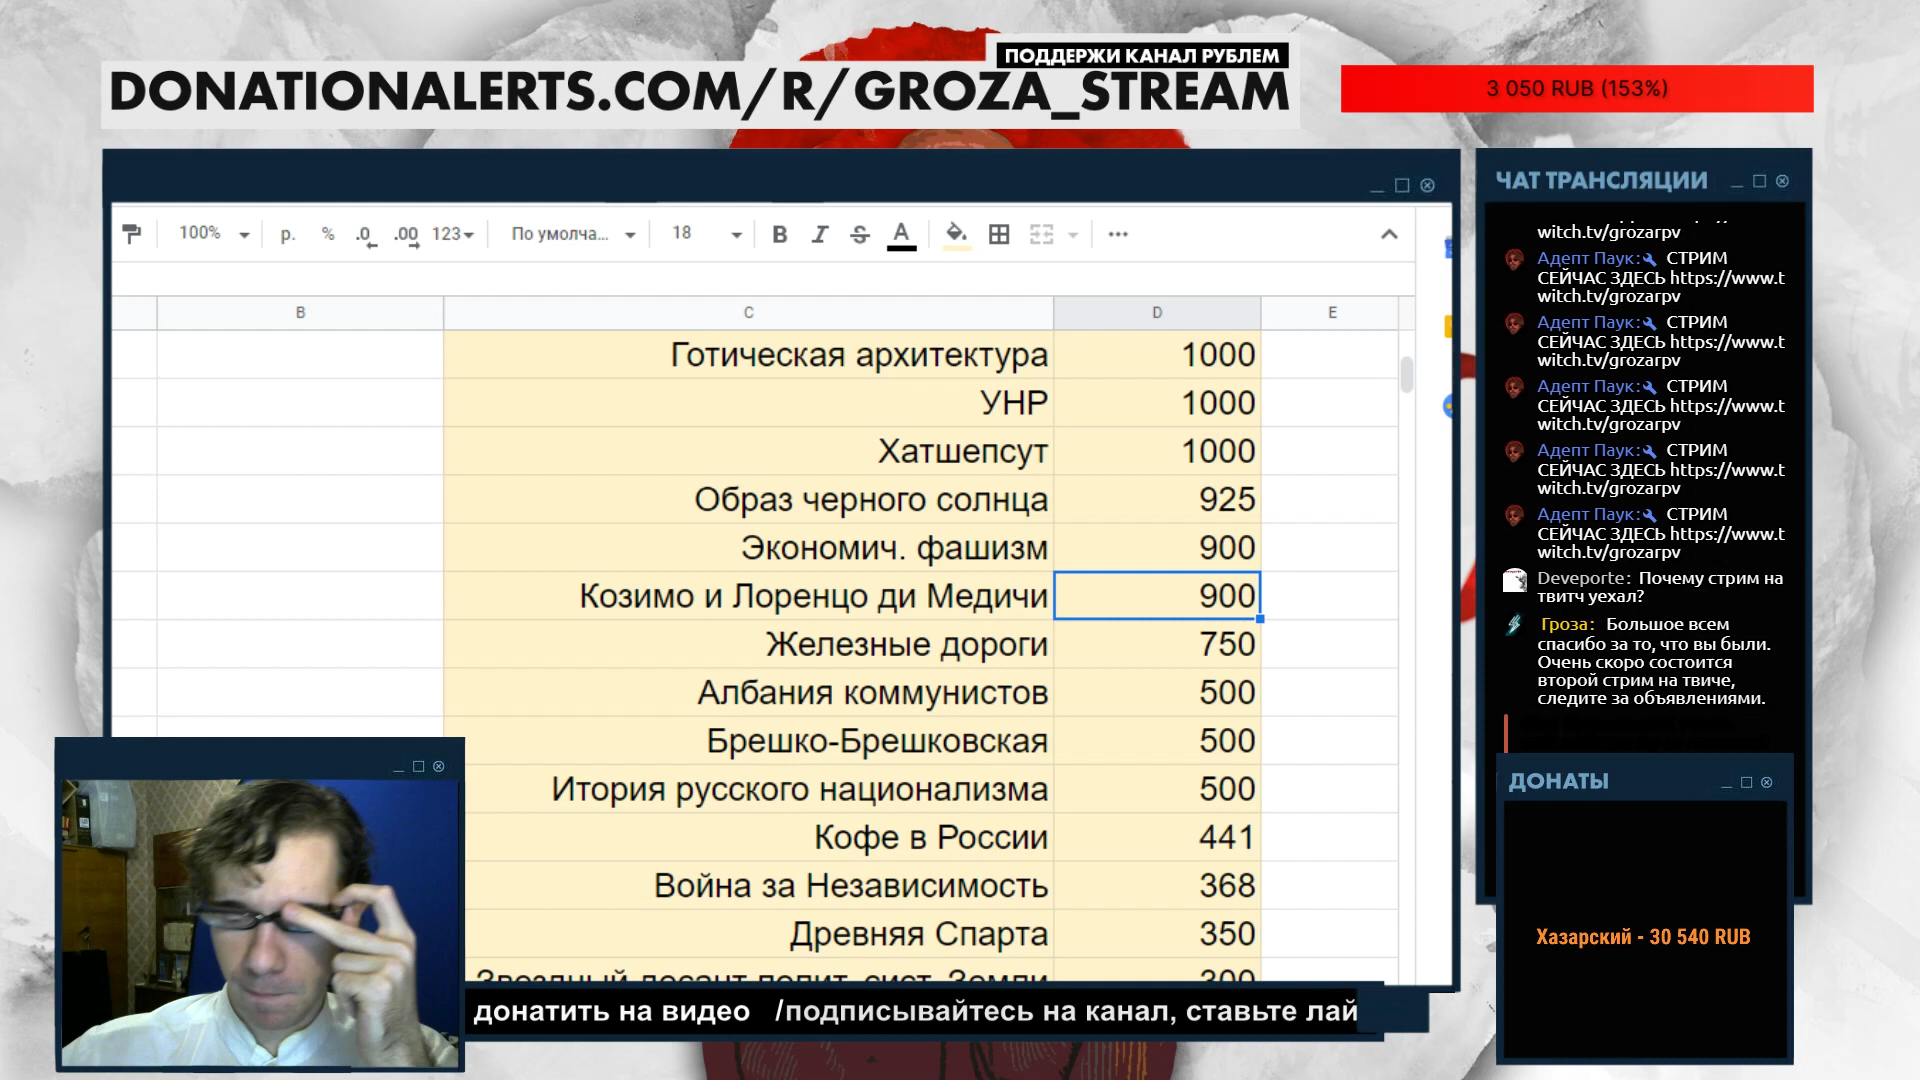 ПОДДЕРЖИ КАНАЛ РУБЛЕМ
DONATIONALERTS.COM/R/GROZA_STREAM
3 050 RUB (153%)
100%
р.
%
.0
.00
123
По умолча...
18
B
I
S
A
B
C
D
E
Готическая архитектура 1000
УНР 1000
Хатшепсут 1000
Образ черного солнца 925
Экономич. фашизм 900
Козимо и Лоренцо ди Медичи 900
Железные дороги 750
Албания коммунистов 500
Брешко-Брешковская 500
Итория русского национализма 500
Кофе в России 441
Война за Независимость 368
Древняя Спарта 350
Звездный десант полит. сист. Земли 300
донатить на видео /подписывайтесь на канал, ставьте лай
ЧАТ ТРАНСЛЯЦИИ
witch.tv/grozarpv
Адепт Паук: СТРИМ
СЕЙЧАС ЗДЕСЬ https://www.t
witch.tv/grozarpv
Адепт Паук: СТРИМ
СЕЙЧАС ЗДЕСЬ https://www.t
witch.tv/grozarpv
Адепт Паук: СТРИМ
СЕЙЧАС ЗДЕСЬ https://www.t
witch.tv/grozarpv
Адепт Паук: СТРИМ
СЕЙЧАС ЗДЕСЬ https://www.t
witch.tv/grozarpv
Адепт Паук: СТРИМ
СЕЙЧАС ЗДЕСЬ https://www.t
witch.tv/grozarpv
Deveporte: Почему стрим на
твитч уехал?
Гроза: Большое всем
спасибо за то, что вы были.
Очень скоро состоится
второй стрим на твиче,
следите за объявлениями.
ДОНАТЫ
Хазарский - 30 540 RUB